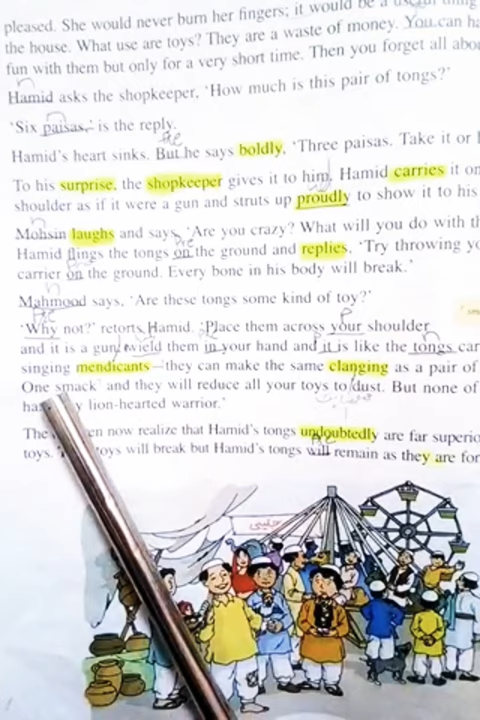 pleased. She would never burn her fingers; it would be a useful thing
the house. What use are toys? They are a waste of money. You can ha
fun with them but only for a very short time. Then you forget all abou
Hamid asks the shopkeeper, ‘How much is this pair of tongs?’
‘Six paisas,’ is the reply.
Hamid's heart sinks. But he says boldly, ‘Three paisas. Take it or l
To his surprise, the shopkeeper gives it to him. Hamid carries it on
shoulder as if it were a gun and struts up proudly to show it to his
Mohsin laughs and says, ‘Are you crazy? What will you do with th
Hamid flings the tongs on the ground and replies, ‘Try throwing yo
carrier on the ground. Every bone in his body will break.’
Mahmood says, ‘Are these tongs some kind of toy?’
‘Why not?’ retorts Hamid. ‘Place them across your shoulder
and it is a gun; wield them in your hand and it is like the tongs car
singing mendicants—they can make the same clanging as a pair of
One smack and they will reduce all your toys to dust. But none of
lion-hearted warrior.’
The now realize that Hamid's tongs undoubtedly are far superio
toys. toys will break but Hamid's tongs will remain as they are for